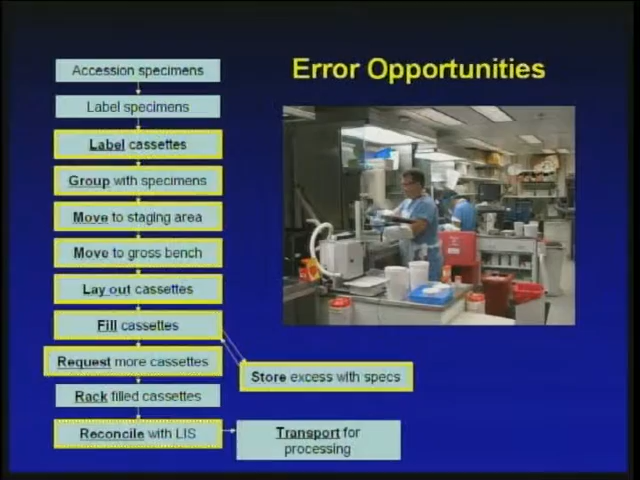 Error Opportunities
Accession specimens
Label specimens
Label cassettes
Group with specimens
Move to staging area
Move to gross bench
Lay out cassettes
Fill cassettes
Request more cassettes
Store excess with specs
Rack filled cassettes
Reconcile with LIS
Transport for
processing